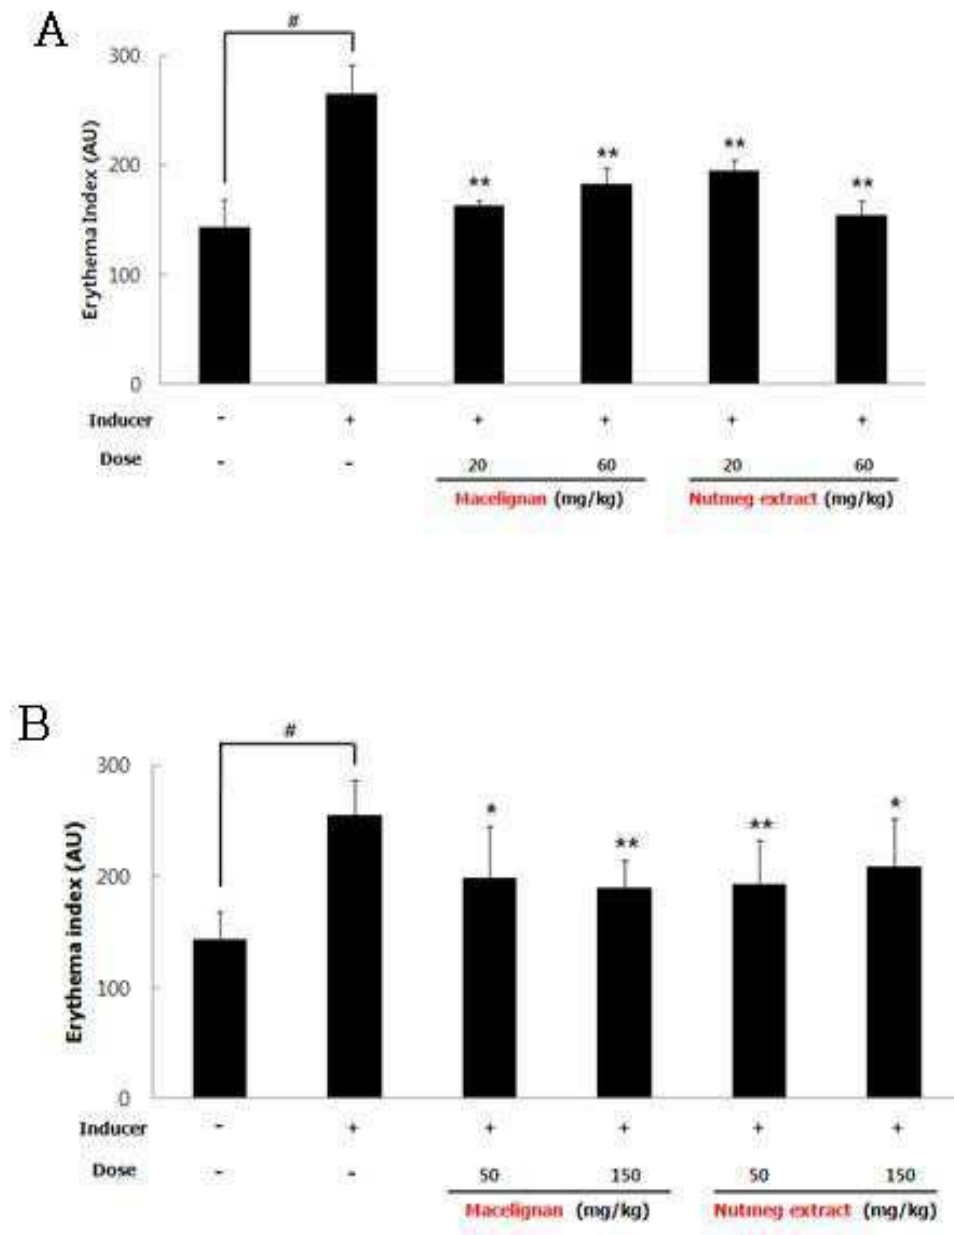 A
#
300
**
**
**
200
**
100
0
Erythema Index (AU)
Inducer - + + + + +
Dose - - 20 60 20 60
Macelignan (mg/kg) Nutmeg extract (mg/kg)
B
#
300
*
*
**
**
200
100
0
Erythema index (AU)
Inducer - + + + + +
Dose - - 50 150 50 150
Macelignan (mg/kg) Nutmeg extract (mg/kg)